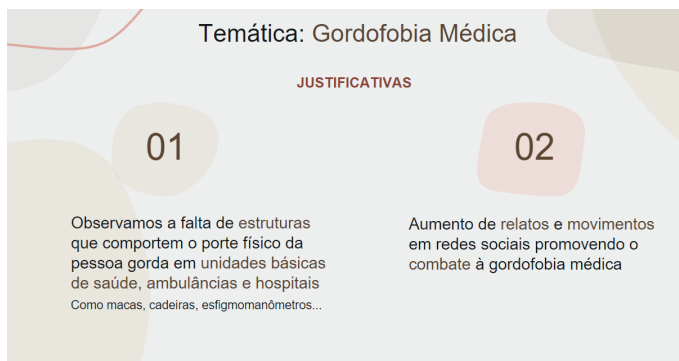 Temática: Gordofobia Médica
JUSTIFICATIVAS
01
Observamos a falta de estruturas
que comportem o porte físico da
pessoa gorda em unidades básicas
de saúde, ambulâncias e hospitais
Como macas, cadeiras, esfigmomanômetros...
02
Aumento de relatos e movimentos
em redes sociais promovendo o
combate à gordofobia médica